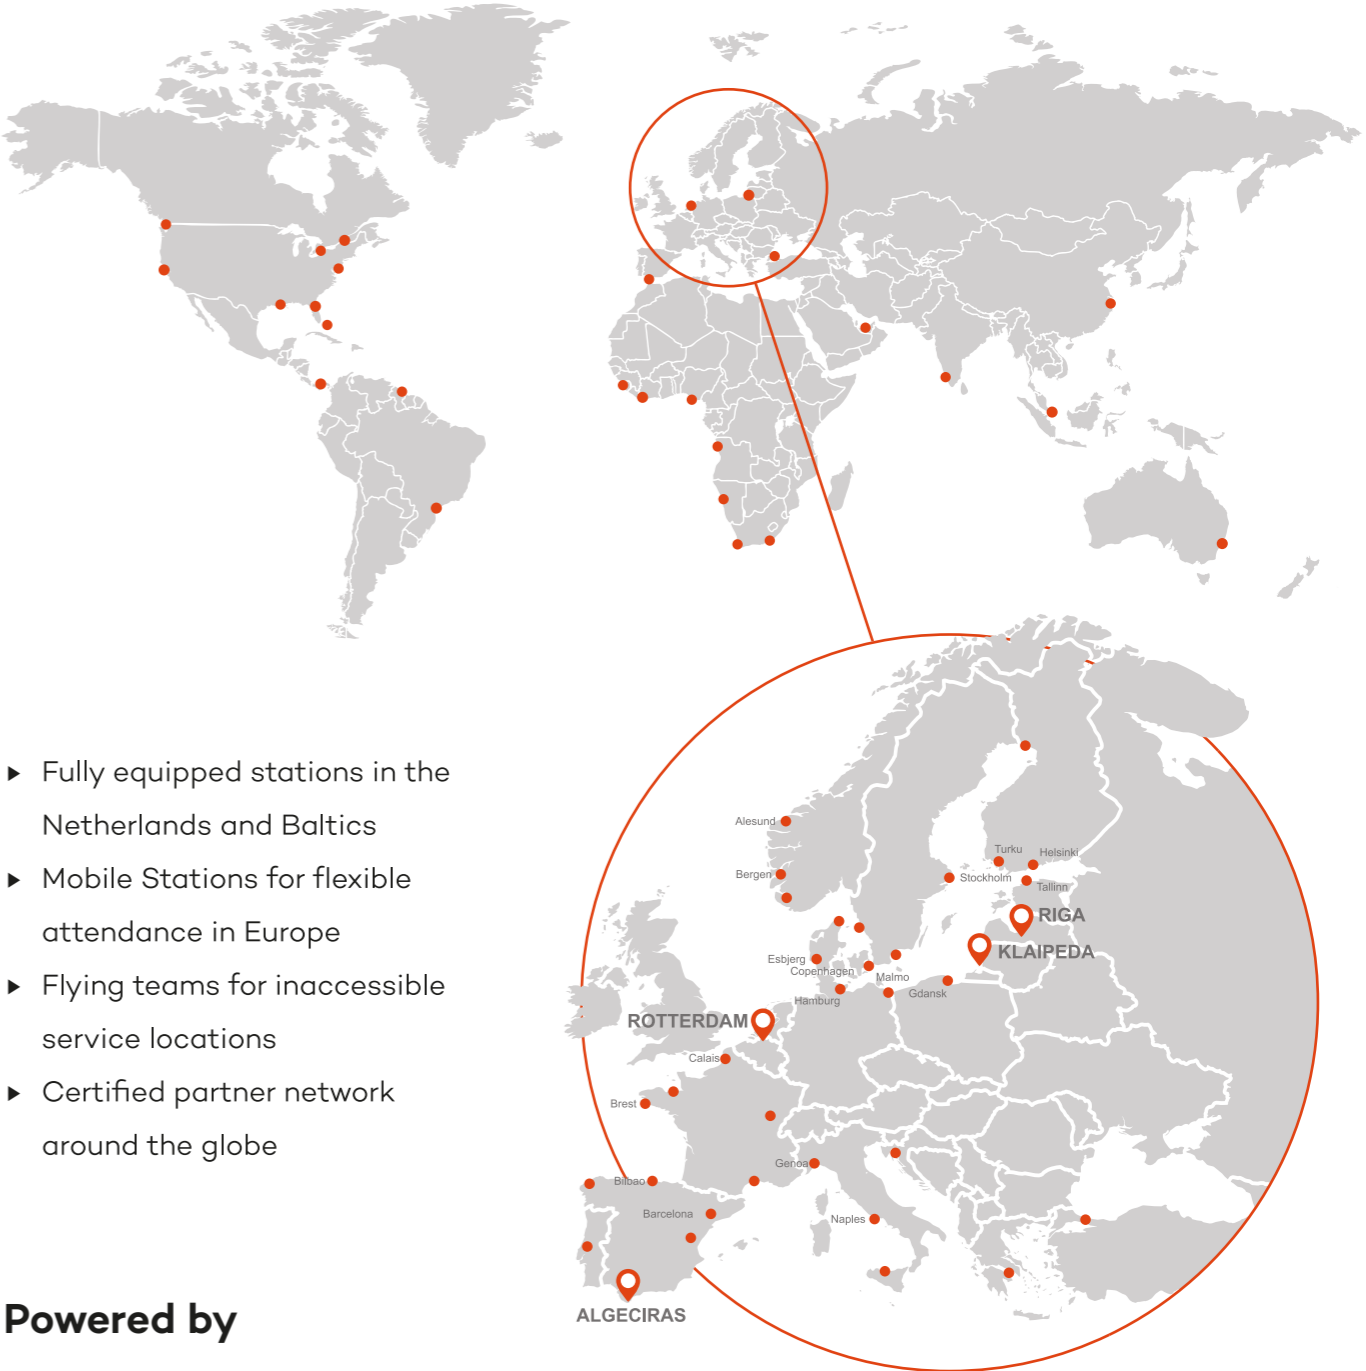 ▸ Fully equipped stations in the
Netherlands and Baltics
▸ Mobile Stations for flexible
attendance in Europe
▸ Flying teams for inaccessible
service locations
▸ Certified partner network
around the globe
Powered by
Alesund
Bergen
Turku
Helsinki
Stockholm
Tallinn
RIGA
KLAIPEDA
Esbjerg
Copenhagen
Malmo
Hamburg
Gdansk
ROTTERDAM
Calais
Brest
Genoa
Bilbao
Barcelona
Naples
ALGECIRAS